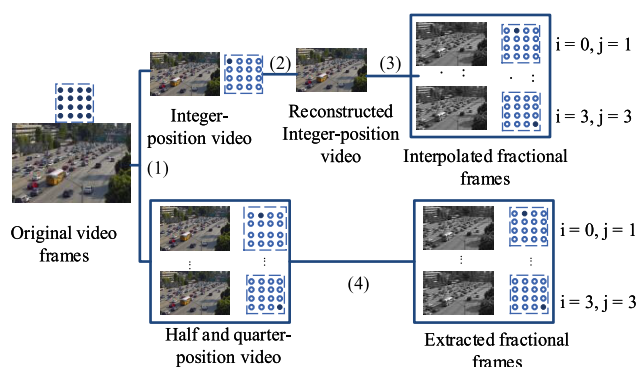 (2)
(3)
i = 0, j = 1
i = 3, j = 3
Integer-
position video
Reconstructed
Integer-position
video
Interpolated fractional
frames
(1)
Original video
frames
i = 0, j = 1
(4)
i = 3, j = 3
Half and quarter-
position video
Extracted fractional
frames